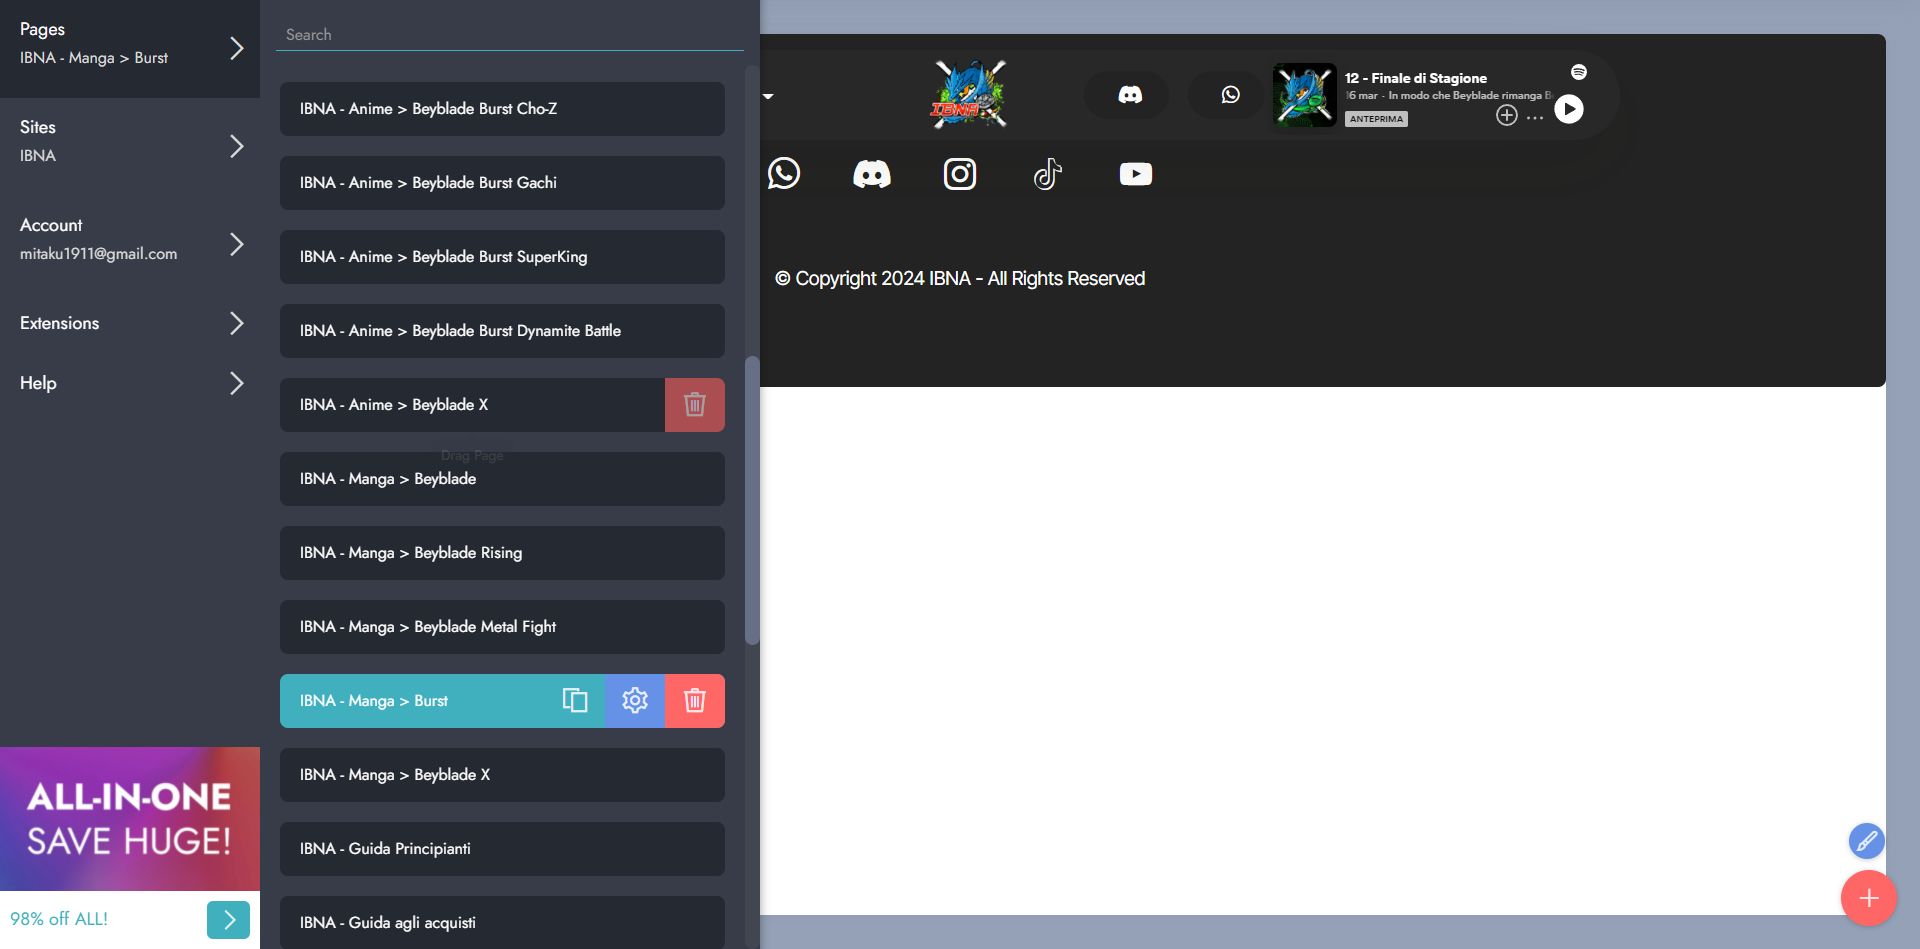 Pages
IBNA - Manga > Burst
Sites
IBNA
Account
mitaku1911@gmail.com
Extensions
Help
ALL-IN-ONE
SAVE HUGE!
98% off ALL!
Search
IBNA - Anime > Beyblade Burst Cho-Z
IBNA - Anime > Beyblade Burst Gachi
IBNA - Anime > Beyblade Burst SuperKing
IBNA - Anime > Beyblade Burst Dynamite Battle
IBNA - Anime > Beyblade X
Drag Page
IBNA - Manga > Beyblade
IBNA - Manga > Beyblade Rising
IBNA - Manga > Beyblade Metal Fight
IBNA - Manga > Burst
IBNA - Manga > Beyblade X
IBNA - Guida Principianti
IBNA - Guida agli acquisti
IBNA
12 - Finale di Stagione
16 mar - In modo che Beyblade rimanga
ANTEPRIMA
© Copyright 2024 IBNA - All Rights Reserved